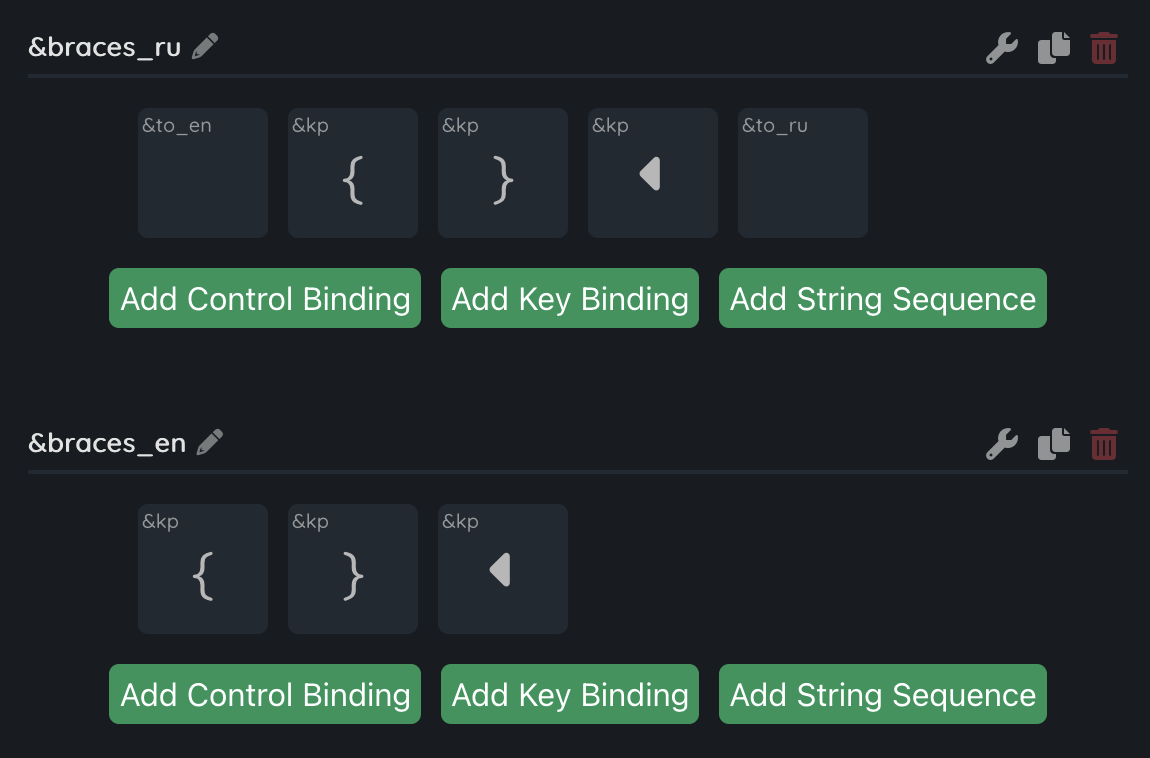 &braces_ru
&to_en &kp &kp &kp &to_ru
{ }
Add Control Binding Add Key Binding Add String Sequence
&braces_en
&kp &kp &kp
{ }
Add Control Binding Add Key Binding Add String Sequence